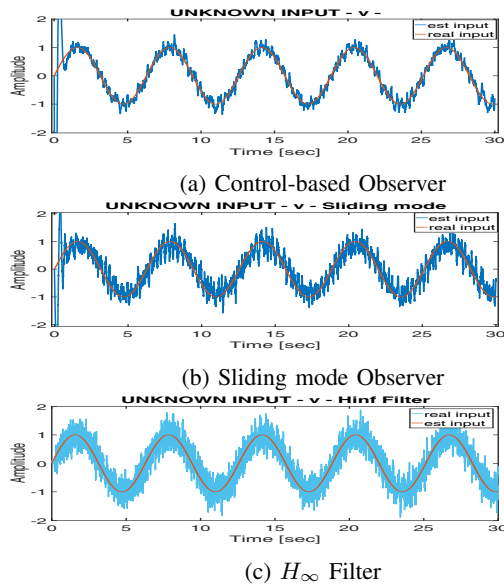 UNKNOWN INPUT - v -
2
1
0
-1
-2
Amplitude
est input
real input
0 5 10 15 20 25 30
Time [sec]
(a) Control-based Observer
UNKNOWN INPUT - v - Sliding mode
2
1
0
-1
-2
Amplitude
est input
real input
0 5 10 15 20 25 30
Time [sec]
(b) Sliding mode Observer
UNKNOWN INPUT - v - Hinf Filter
2
1
0
-1
-2
Amplitude
real input
est input
0 5 10 15 20 25 30
Time [sec]
(c) H∞ Filter